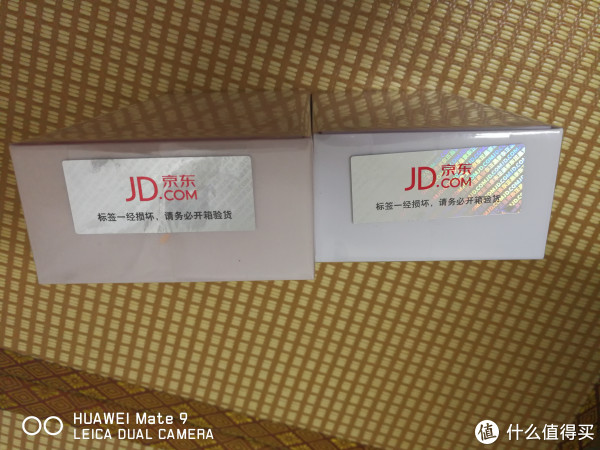 JD.京东
.COM
标签一经损坏，请务必开箱验货
JD.京东
.COM
标签一经损坏，请务必开箱验货
HUAWEI Mate 9
LEICA DUAL CAMERA
值 什么值得买